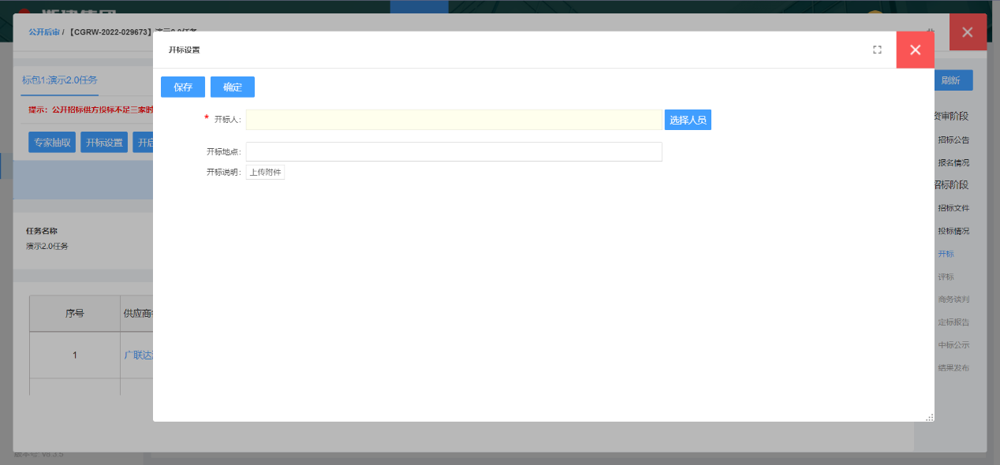 浙建集团
公开后审 / 【CGRW-2022-029673】演示2.0任务
开标设置
标包1:演示2.0任务
保存
确定
刷新
提示：公开招标供方投标不足三家时
* 开标人：
选择人员
资审阶段
专家抽取
开标设置
开启
招标公告
开标地点：
报名情况
开标说明：
上传附件
招标阶段
招标文件
任务名称
投标情况
演示2.0任务
开标
评标
商务谈判
序号
供应商
定标报告
中标公示
1
广联达
结果发布
版本号: V6.3.5